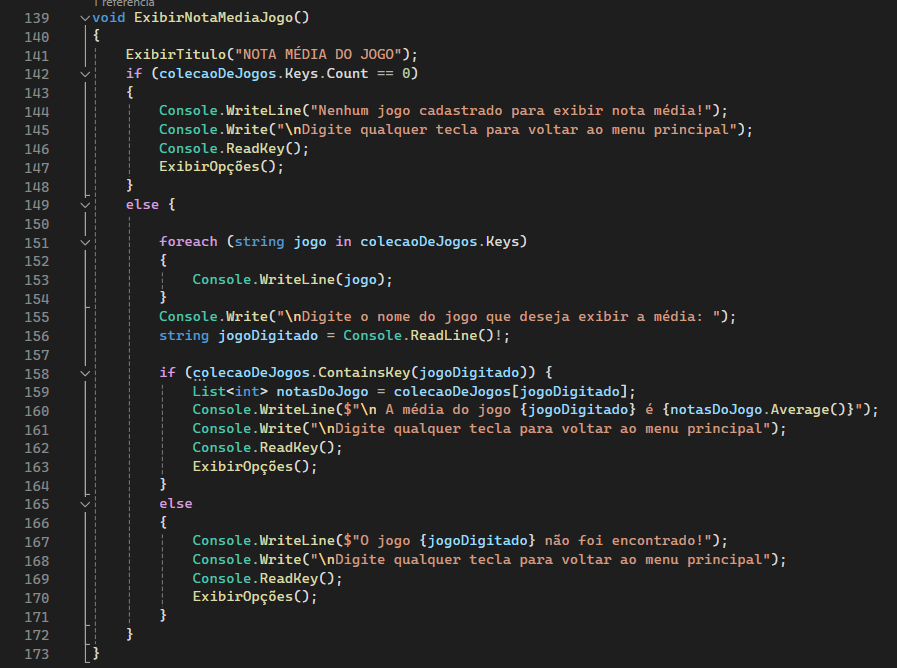 1 referência
139 void ExibirNotaMediaJogo()
140 {
141 ExibirTitulo("NOTA MÉDIA DO JOGO");
142 if (colecaoDeJogos.Keys.Count == 0)
143 {
144 Console.WriteLine("Nenhum jogo cadastrado para exibir nota média!");
145 Console.Write("\nDigite qualquer tecla para voltar ao menu principal");
146 Console.ReadKey();
147 ExibirOpções();
148 }
149 else {
150
151 foreach (string jogo in colecaoDeJogos.Keys)
152 {
153 Console.WriteLine(jogo);
154 }
155 Console.Write("\nDigite o nome do jogo que deseja exibir a média: ");
156 string jogoDigitado = Console.ReadLine()!;
157
158 if (colecaoDeJogos.ContainsKey(jogoDigitado)) {
159 List<int> notasDoJogo = colecaoDeJogos[jogoDigitado];
160 Console.WriteLine($"\n A média do jogo {jogoDigitado} é {notasDoJogo.Average()}");
161 Console.Write("\nDigite qualquer tecla para voltar ao menu principal");
162 Console.ReadKey();
163 ExibirOpções();
164 }
165 else
166 {
167 Console.WriteLine($"O jogo {jogoDigitado} não foi encontrado!");
168 Console.Write("\nDigite qualquer tecla para voltar ao menu principal");
169 Console.ReadKey();
170 ExibirOpções();
171 }
172 }
173 }